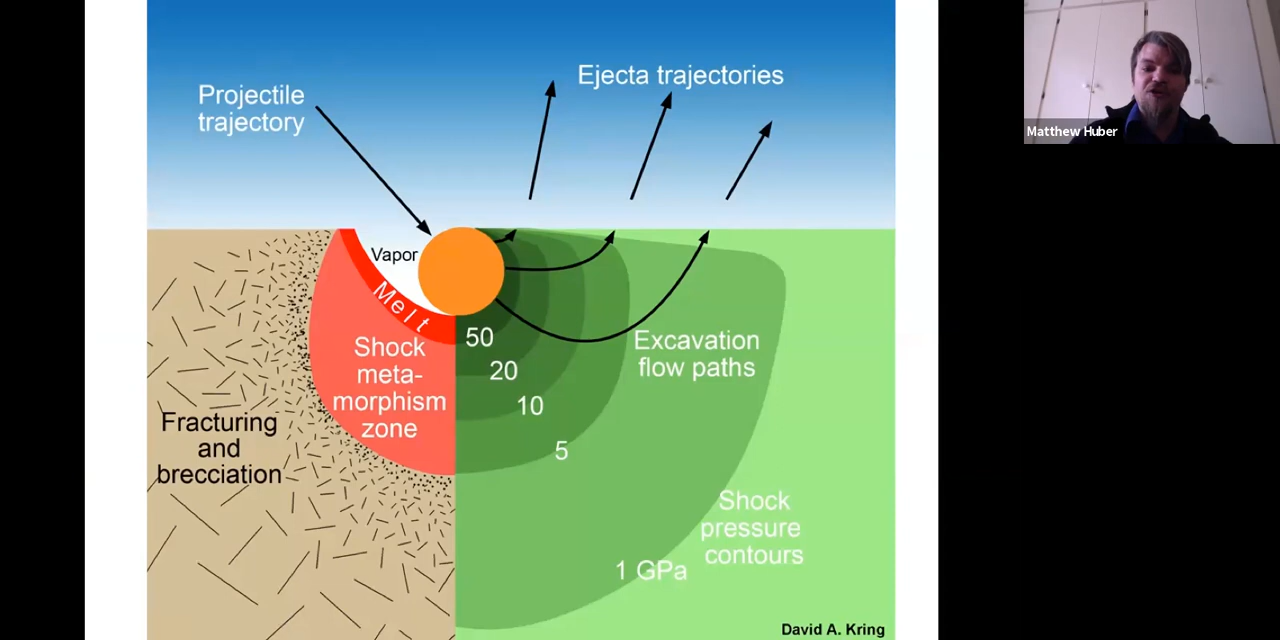 Projectile
trajectory
Ejecta trajectories
Matthew Huber
Vapor
Melt
Shock
meta-
morphism
zone
50
20
10
5
Excavation
flow paths
Fracturing
and
brecciation
Shock
pressure
contours
1 GPa
David A. Kring